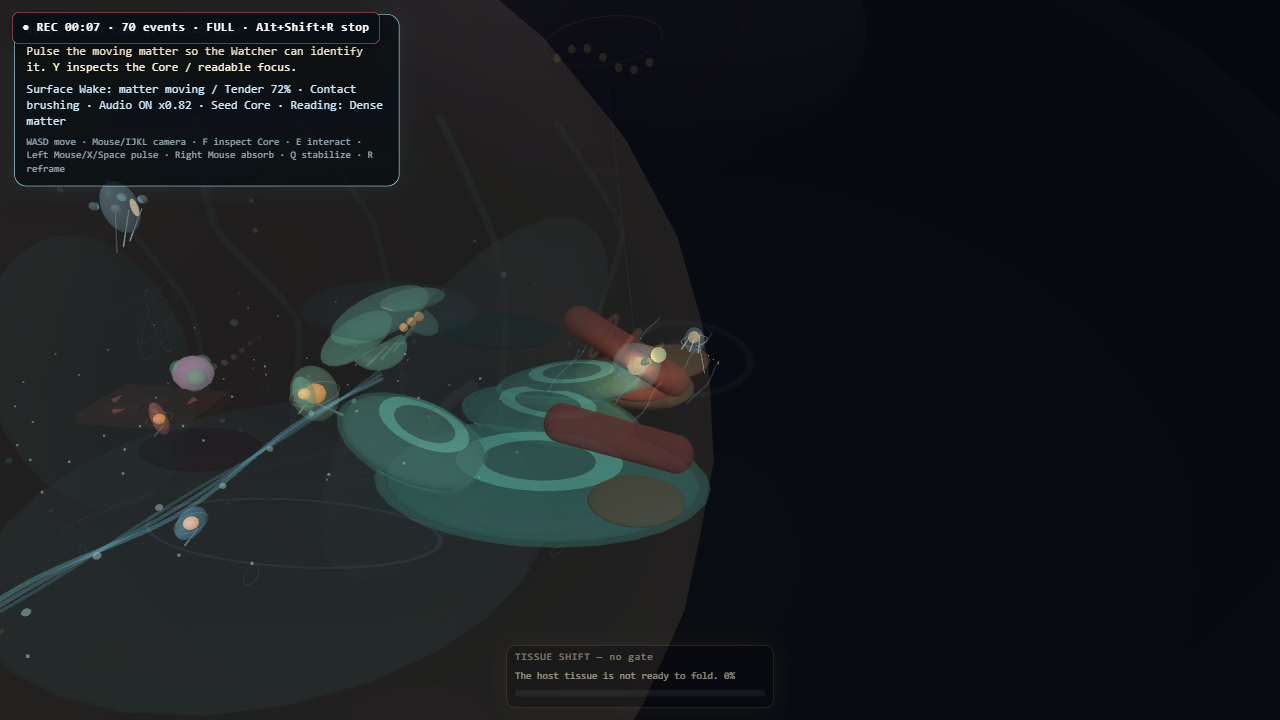 ● REC 00:07 · 70 events · FULL · Alt+Shift+R stop
Pulse the moving matter so the Watcher can identify
it. Y inspects the Core / readable focus.
Surface Wake: matter moving / Tender 72% · Contact
brushing · Audio ON x0.82 · Seed Core · Reading: Dense
matter
WASD move · Mouse/IJKL camera · F inspect Core · E interact ·
Left Mouse/X/Space pulse · Right Mouse absorb · Q stabilize · R
reframe
TISSUE SHIFT — no gate
The host tissue is not ready to fold. 0%